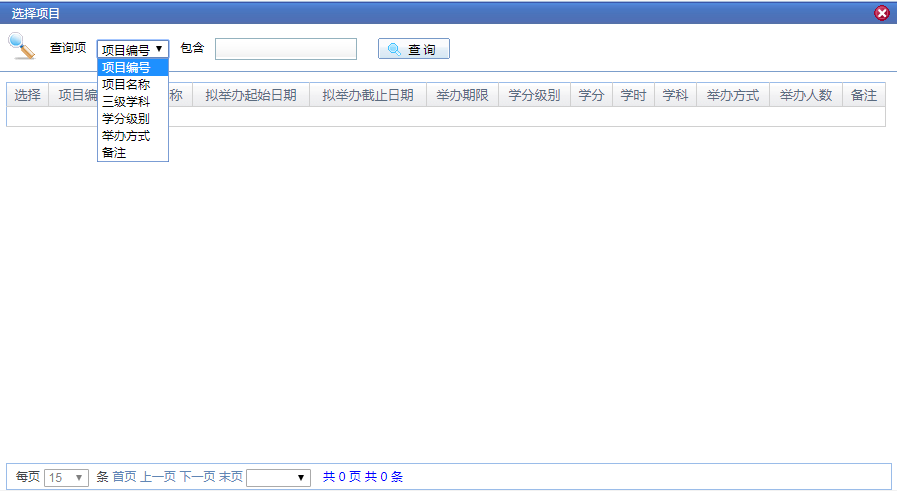 选择项目
查询项 项目编号 包含 查 询
项目编号
项目名称
三级学科
学分级别
举办方式
备注
选择 项目编 称 拟举办起始日期 拟举办截止日期 举办期限 学分级别 学分 学时 学科 举办方式 举办人数 备注
每页 15 条 首页 上一页 下一页 末页 共 0 页 共 0 条